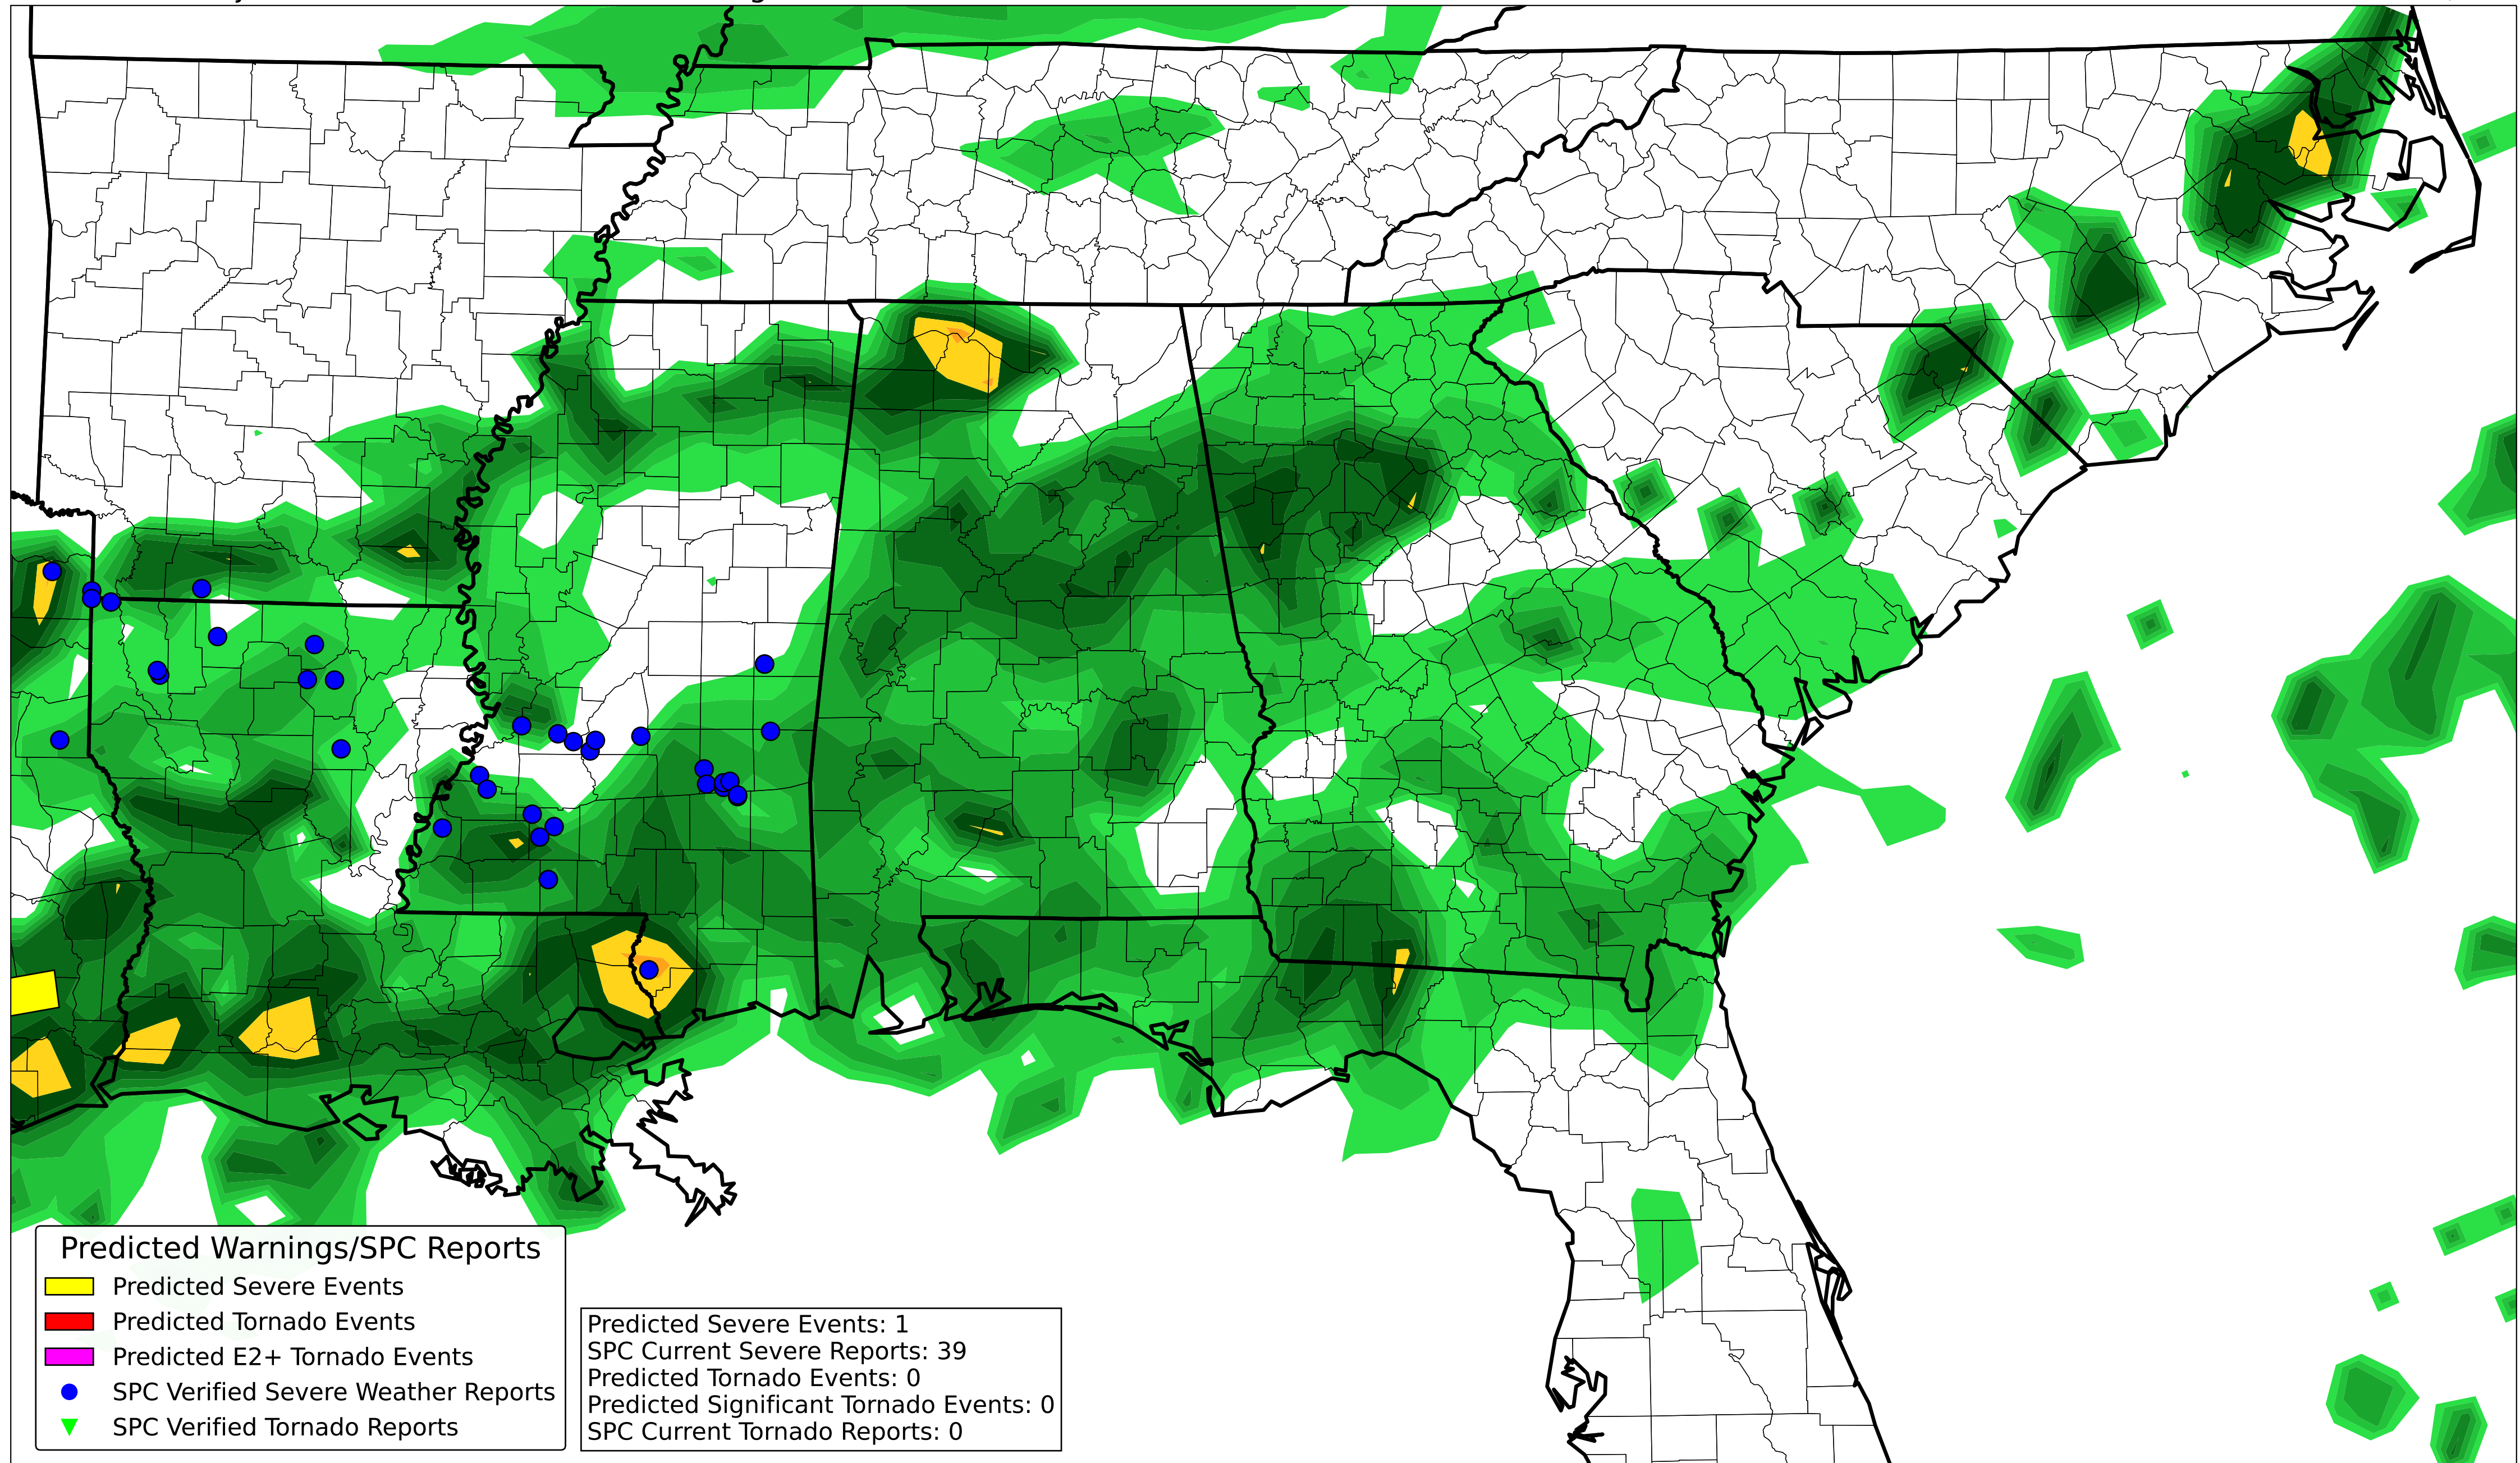 Predicted Warnings/SPC Reports
Predicted Severe Events
Predicted Tornado Events
Predicted E2+ Tornado Events
SPC Verified Severe Weather Reports
SPC Verified Tornado Reports
Predicted Severe Events: 1
SPC Current Severe Reports: 39
Predicted Tornado Events: 0
Predicted Significant Tornado Events: 0
SPC Current Tornado Reports: 0